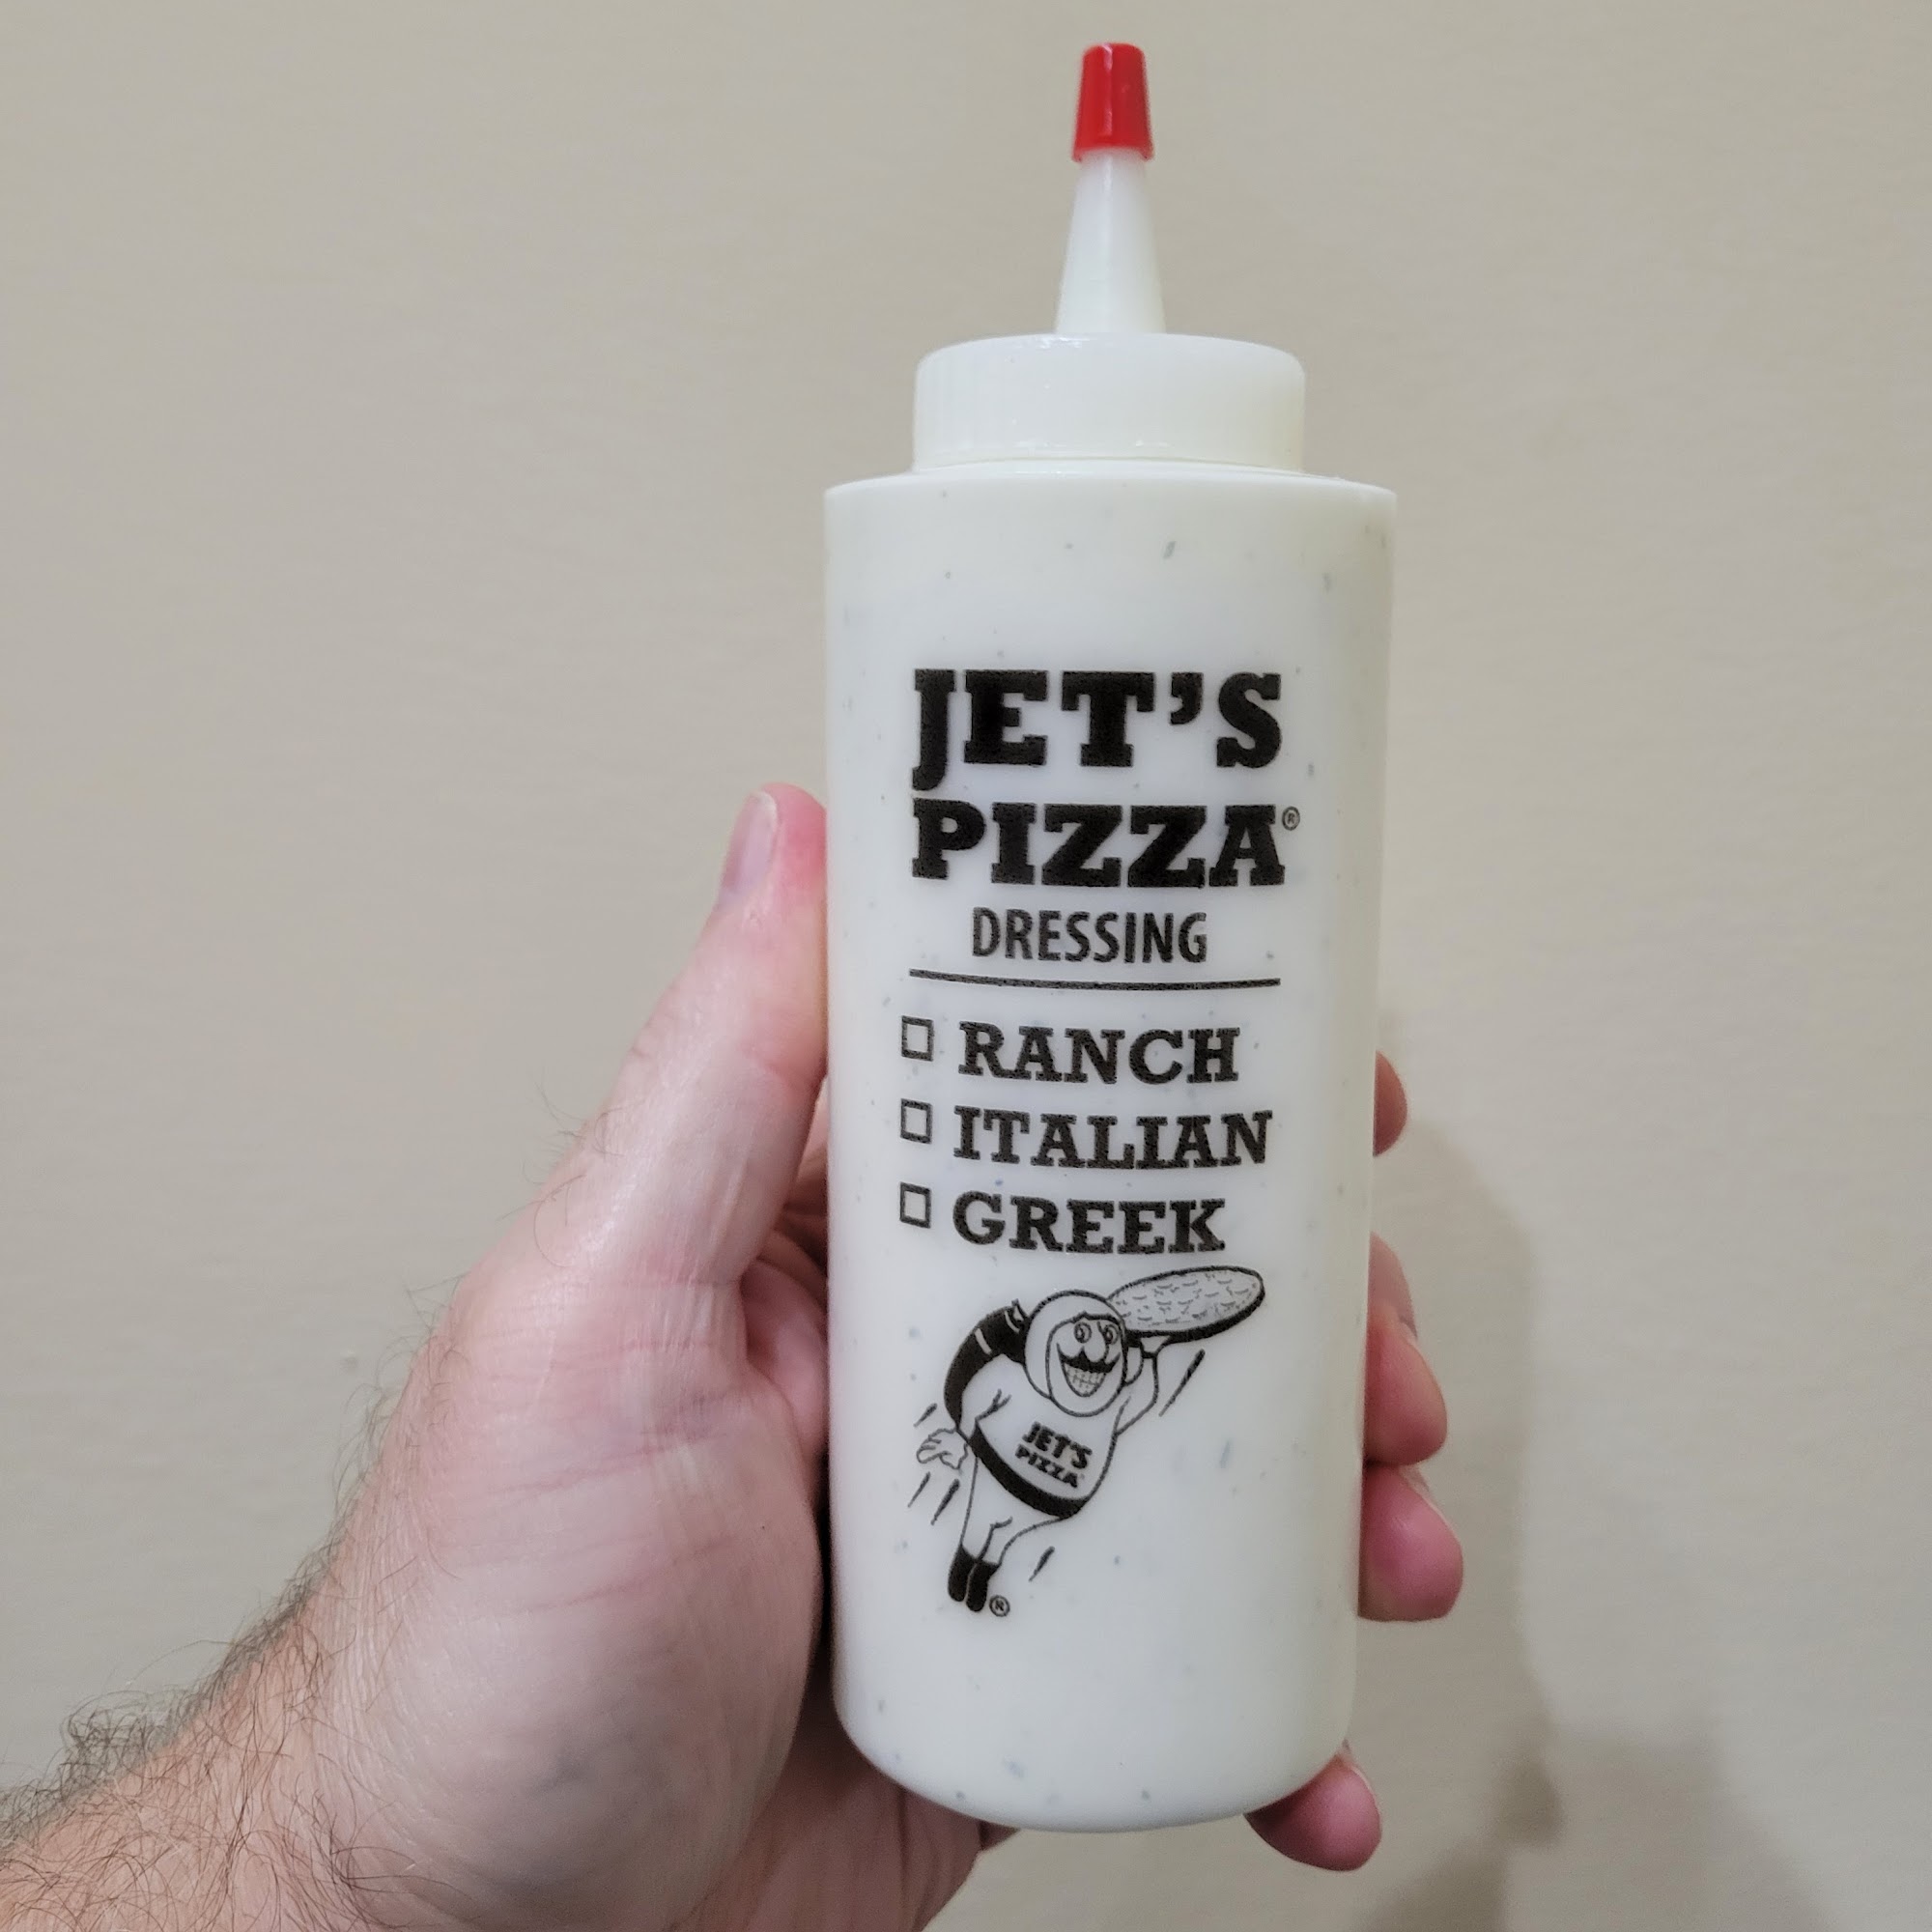 JET'S
PIZZA®
DRESSING
☐ RANCH
☐ ITALIAN
☐ GREEK
JET'S
PIZZA
®